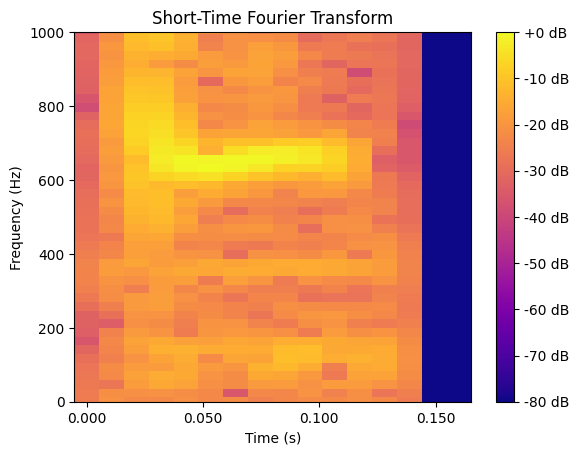 Short-Time Fourier Transform
Frequency (Hz)
1000
800
600
400
200
0
0.000
0.050
0.100
0.150
Time (s)
+0 dB
-10 dB
-20 dB
-30 dB
-40 dB
-50 dB
-60 dB
-70 dB
-80 dB